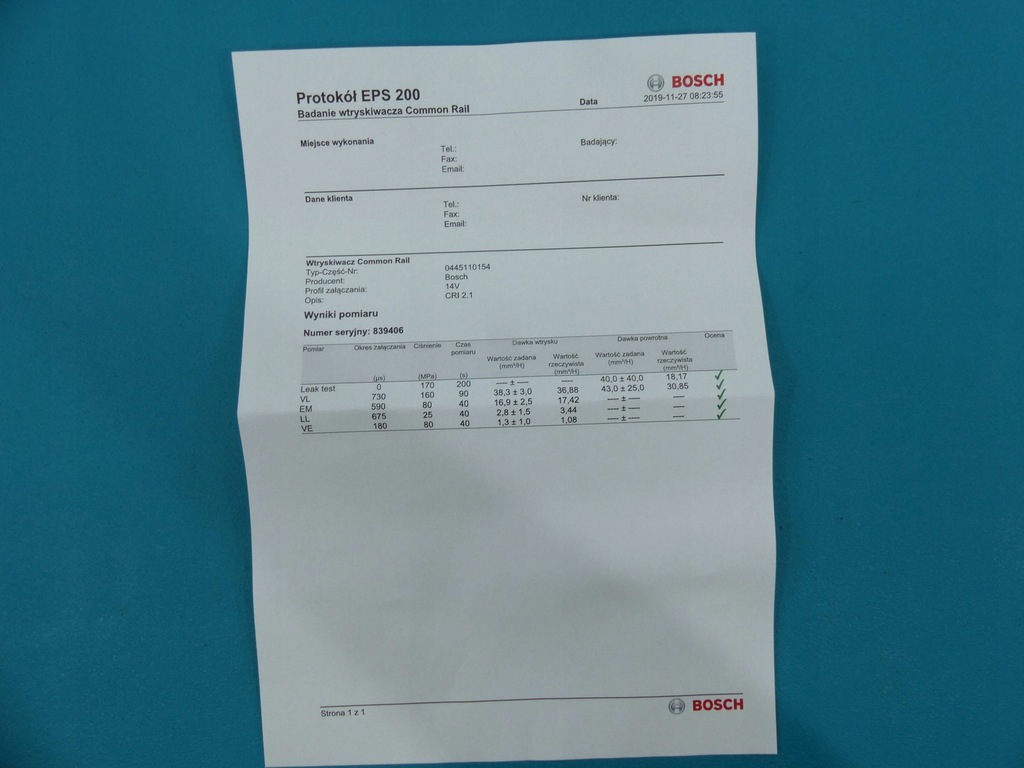 BOSCH
Protokół EPS 200
Badanie wtryskiwacza Common Rail
Data 2019-11-27 08:23:55
Miejsce wykonania Tel.: Badający:
Fax:
Email:
Dane klienta Tel.: Nr klienta:
Fax:
Email:
Wtryskiwacz Common Rail
Typ-Część-Nr: 0445110154
Producent: Bosch
Profil załączania: 14V
Opis: CRI 2.1
Wyniki pomiaru
Numer seryjny: 839406
Pomiar Okres załączania Ciśnienie Czas pomiaru Dawka wtrysku Dawka powrotna Ocena
Wartość zadana (mm³/H) Wartość rzeczywista (mm³/H) Wartość zadana (mm³/H) Wartość rzeczywista (mm³/H)
(µs) (MPa) (s)
Leak test 0 170 200 ---- ± ---- ---- 40,0 ± 40,0 18,17 ✓
VL 730 160 90 38,3 ± 3,0 36,88 43,0 ± 25,0 30,85 ✓
EM 590 80 40 16,9 ± 2,5 17,42 ---- ± ---- ---- ✓
LL 675 25 40 2,8 ± 1,5 3,44 ---- ± ---- ---- ✓
VE 180 80 40 1,3 ± 1,0 1,08 ---- ± ---- ---- ✓
Strona 1 z 1
BOSCH